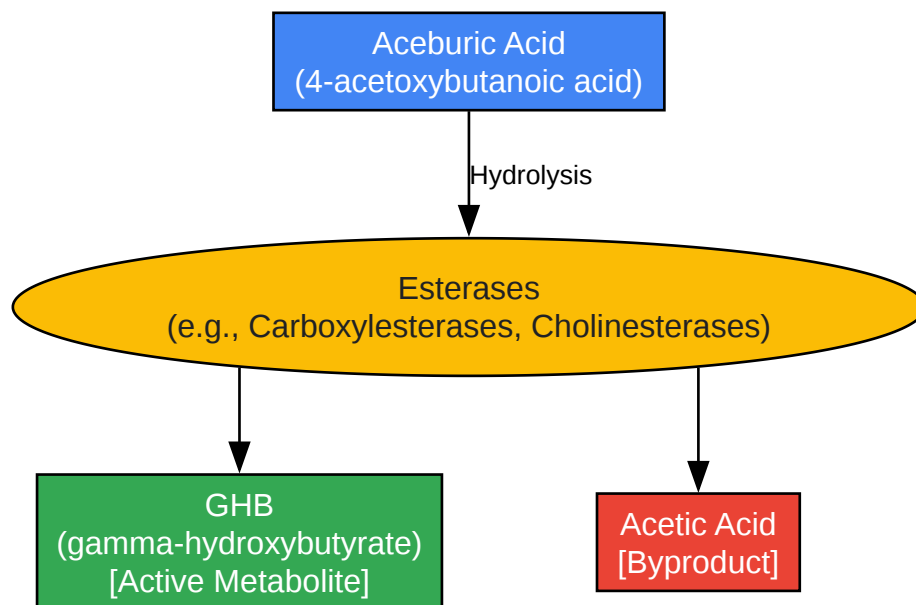 Aceburic Acid
(4-acetoxybutanoic acid)
Hydrolysis
Esterases
(e.g., Carboxylesterases, Cholinesterases)
GHB
(gamma-hydroxybutyrate)
[Active Metabolite]
Acetic Acid
[Byproduct]